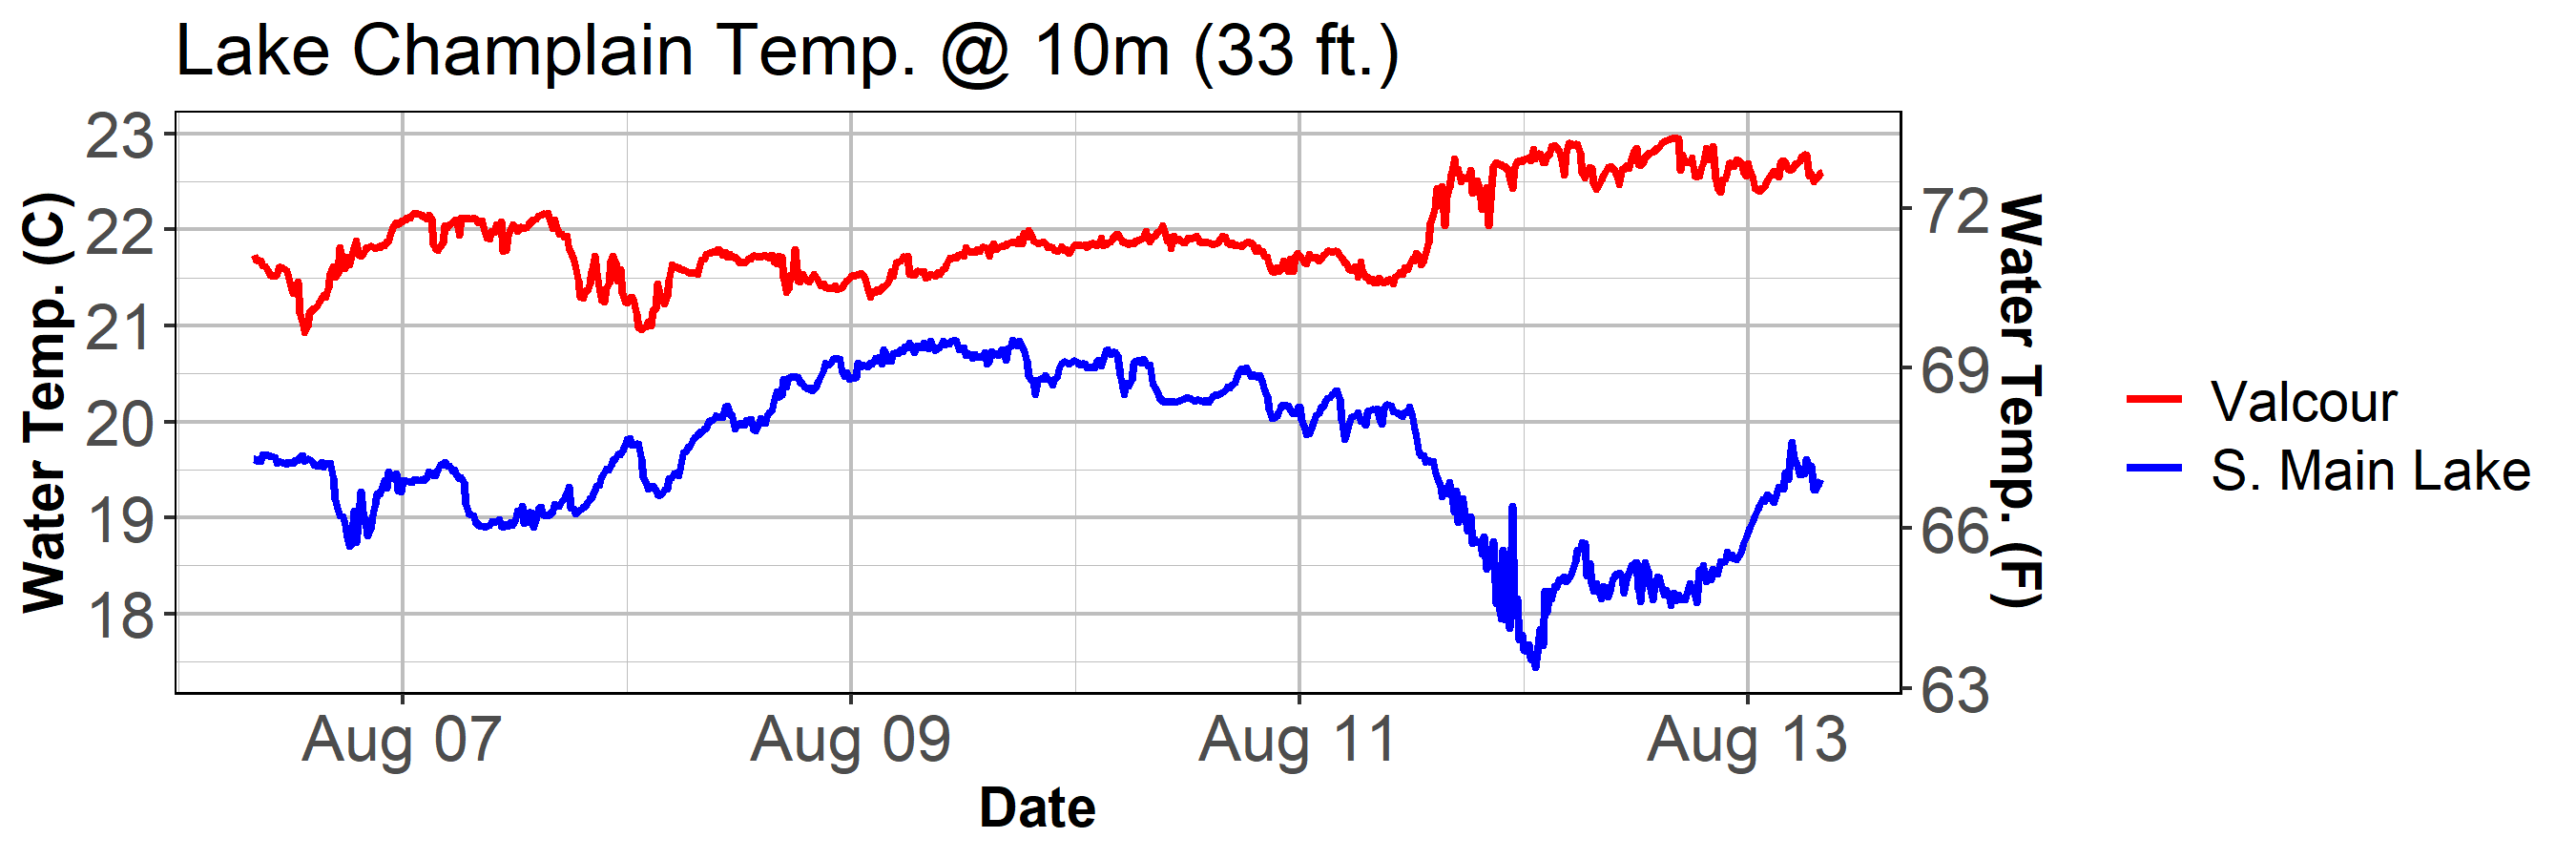 Lake Champlain Temp. @ 10m (33 ft.)
Water Temp. (C)
23
22
21
20
19
18
72
69
66
63
Water Temp. (F)
Aug 07
Aug 09
Aug 11
Aug 13
Date
Valcour
S. Main Lake